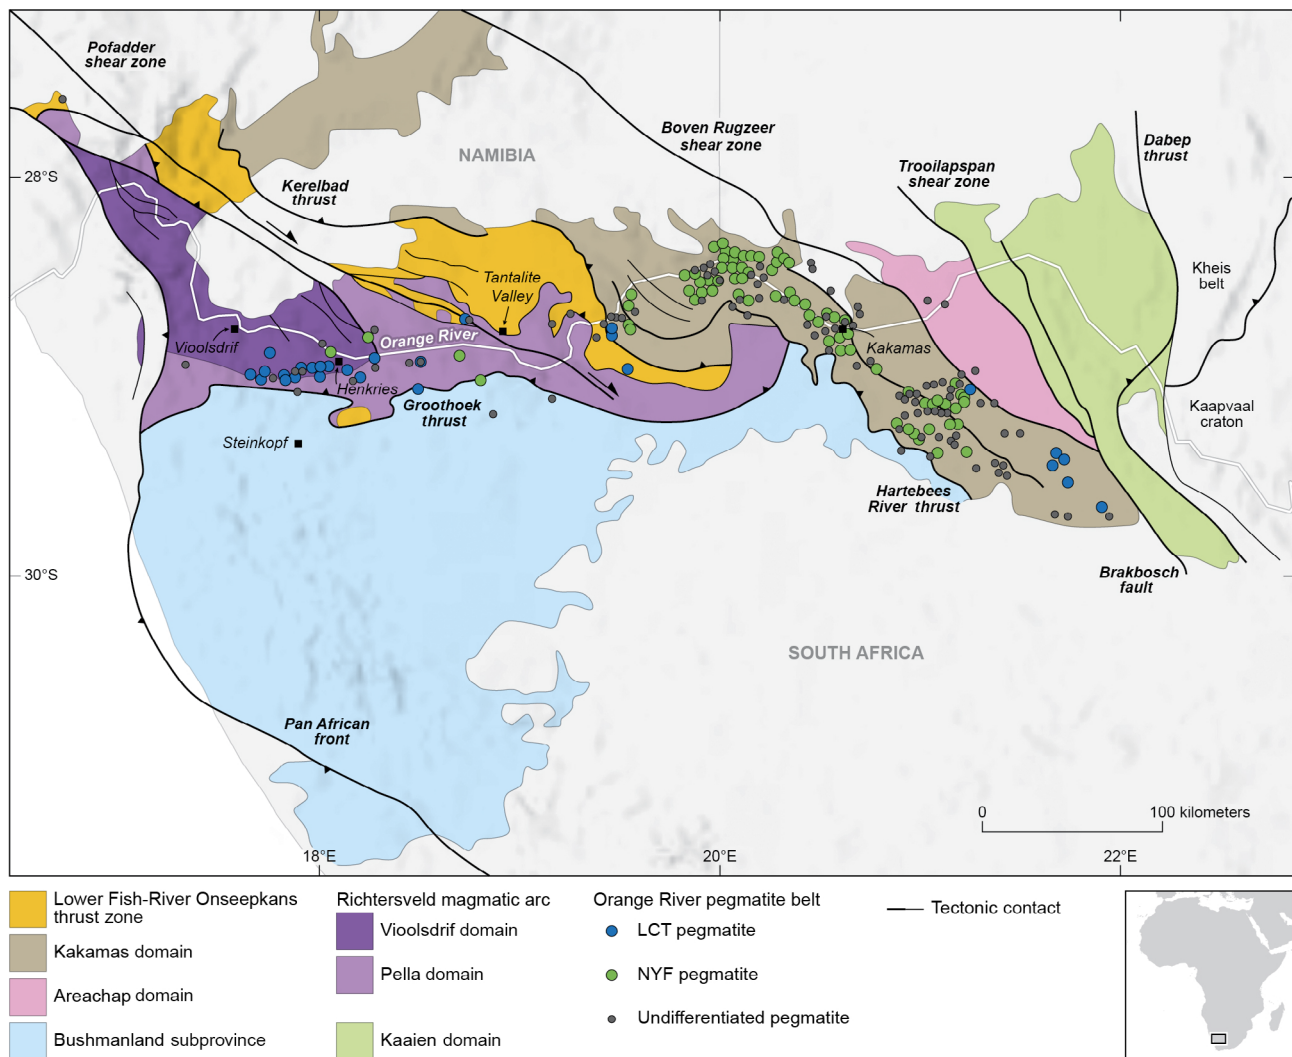 Pofadder
shear zone
NAMIBIA
Boven Rugzeer
shear zone
Dabep
thrust
Trooilapspan
shear zone
28°S
Kerelbad
thrust
Kheis
belt
Tantalite
Valley
Vioolsdrif
Orange River
Kakamas
Henkries
Groothoek
thrust
Kaapvaal
craton
Steinkopf
Hartebees
River thrust
30°S
Brakbosch
fault
SOUTH AFRICA
Pan African
front
0 100 kilometers
18°E 20°E 22°E
Lower Fish-River Onseepkans
thrust zone
Kakamas domain
Areachap domain
Bushmanland subprovince
Richtersveld magmatic arc
Vioolsdrif domain
Pella domain
Kaaien domain
Orange River pegmatite belt
LCT pegmatite
NYF pegmatite
Undifferentiated pegmatite
Tectonic contact